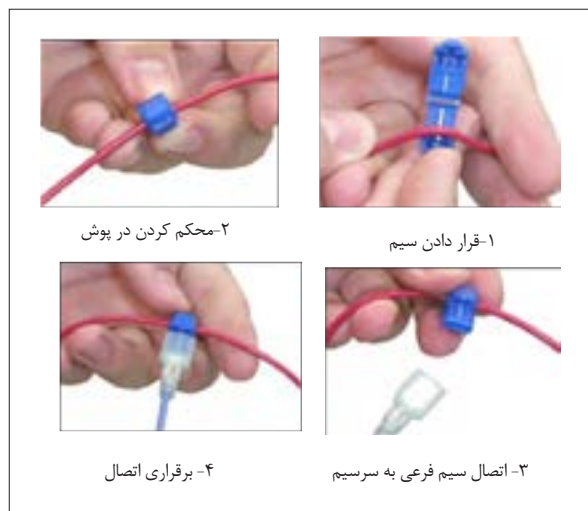 ۱-قرار دادن سیم
۲-محکم کردن در پوش
۳- اتصال سیم فرعی به سرسیم
۴- برقراری اتصال